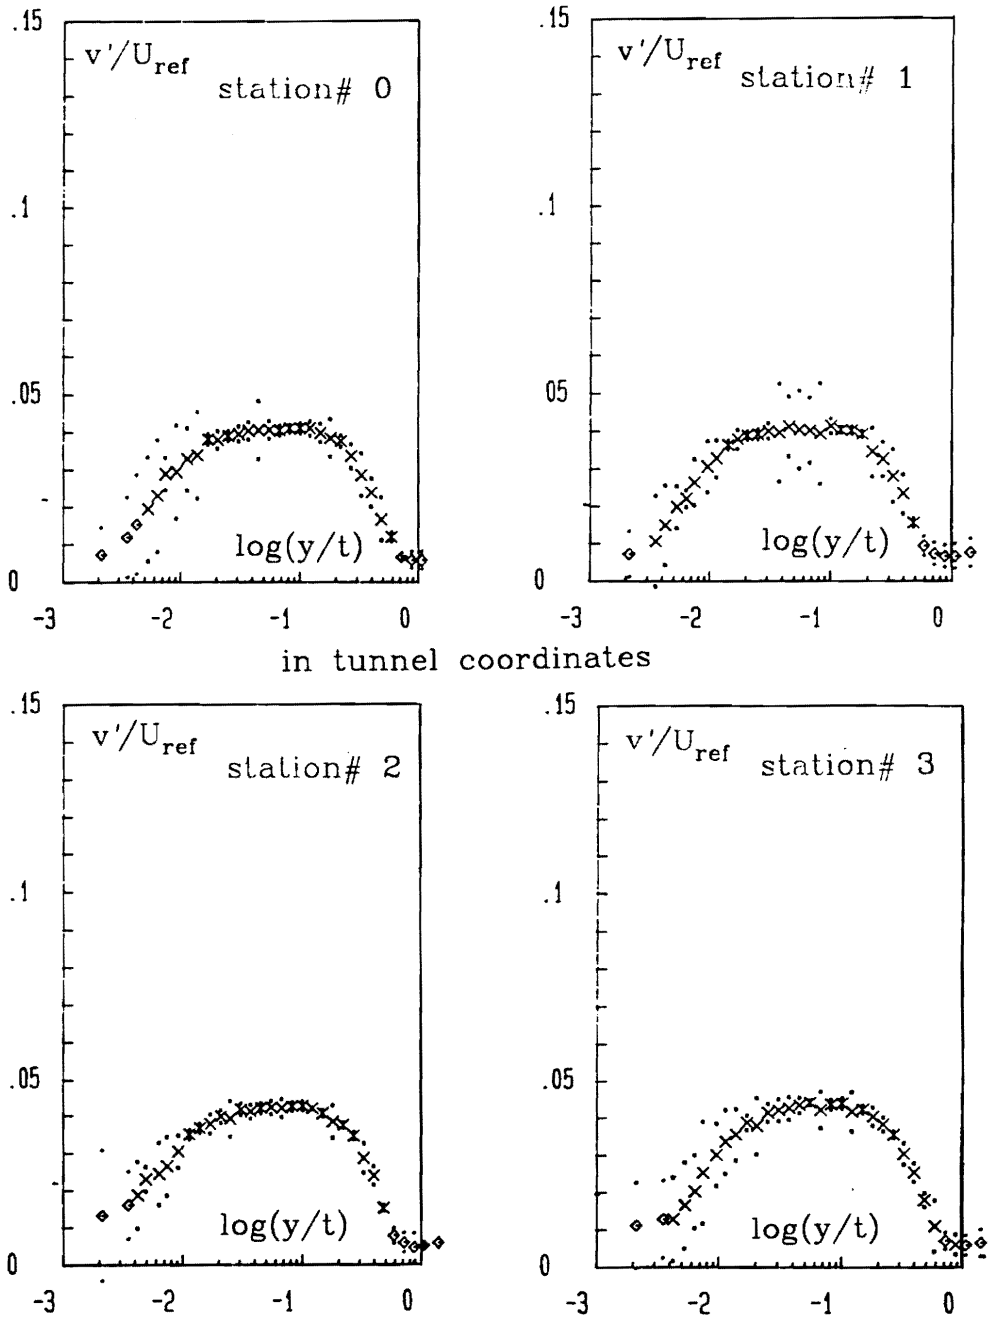 .15
v'/U_ref
station# 0
.1
.05
log(y/t)
0
-3 -2 -1 0
.15
v'/U_ref
station# 1
.1
.05
log(y/t)
0
-3 -2 -1 0
in tunnel coordinates
.15
v'/U_ref
station# 2
.1
.05
log(y/t)
0
-3 -2 -1 0
.15
v'/U_ref
station# 3
.1
.05
log(y/t)
0
-3 -2 -1 0